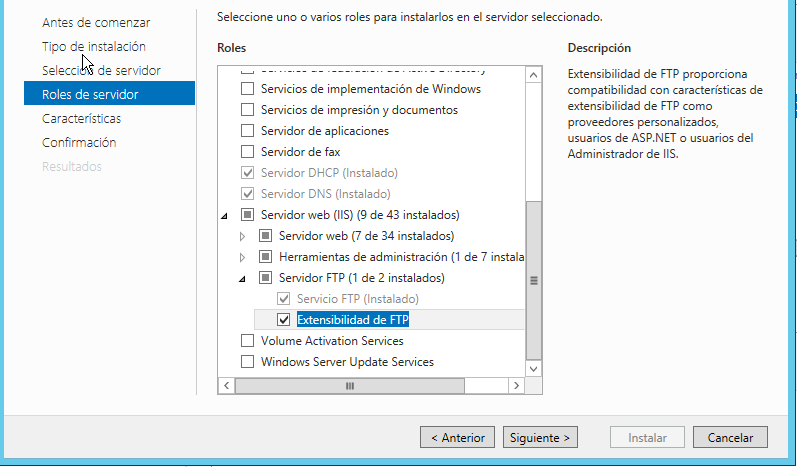 Antes de comenzar
Tipo de instalación
Selección de servidor
Roles de servidor
Características
Confirmación
Resultados
Seleccione uno o varios roles para instalarlos en el servidor seleccionado.
Roles
Servicios de federación de Active Directory
Servicios de implementación de Windows
Servicios de impresión y documentos
Servidor de aplicaciones
Servidor de fax
Servidor DHCP (Instalado)
Servidor DNS (Instalado)
Servidor web (IIS) (9 de 43 instalados)
Servidor web (7 de 34 instalados)
Herramientas de administración (1 de 7 instala
Servidor FTP (1 de 2 instalados)
Servicio FTP (Instalado)
Extensibilidad de FTP
Volume Activation Services
Windows Server Update Services
Descripción
Extensibilidad de FTP proporciona
compatibilidad con características de
extensibilidad de FTP como
proveedores personalizados,
usuarios de ASP.NET o usuarios del
Administrador de IIS.
< Anterior
Siguiente >
Instalar
Cancelar